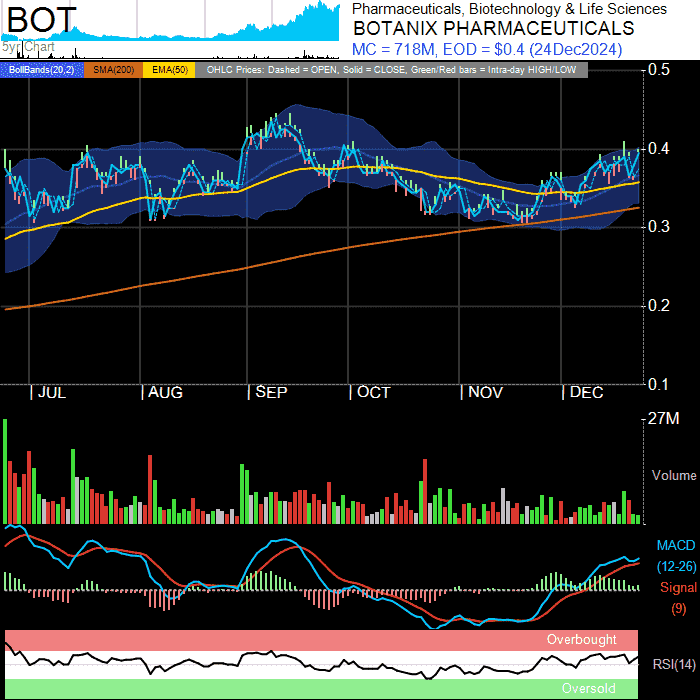 BOT
5yr Chart
Pharmaceuticals, Biotechnology & Life Sciences
BOTANIX PHARMACEUTICALS
MC = 718M, EOD = $0.4 (24Dec2024)
BollBands(20,2) SMA(200) EMA(50) OHLC Prices: Dashed = OPEN, Solid = CLOSE, Green/Red bars = Intra-day HIGH/LOW
0.5
0.4
0.3
0.2
0.1
JUL AUG SEP OCT NOV DEC
27M
Volume
MACD
(12-26)
Signal
(9)
Overbought
RSI(14)
Oversold